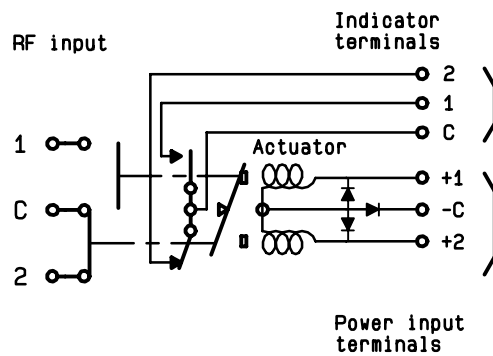 Indicator
terminals
RF input
2
1
C
Actuator
1
+1
C
-C
+2
2
Power input
terminals